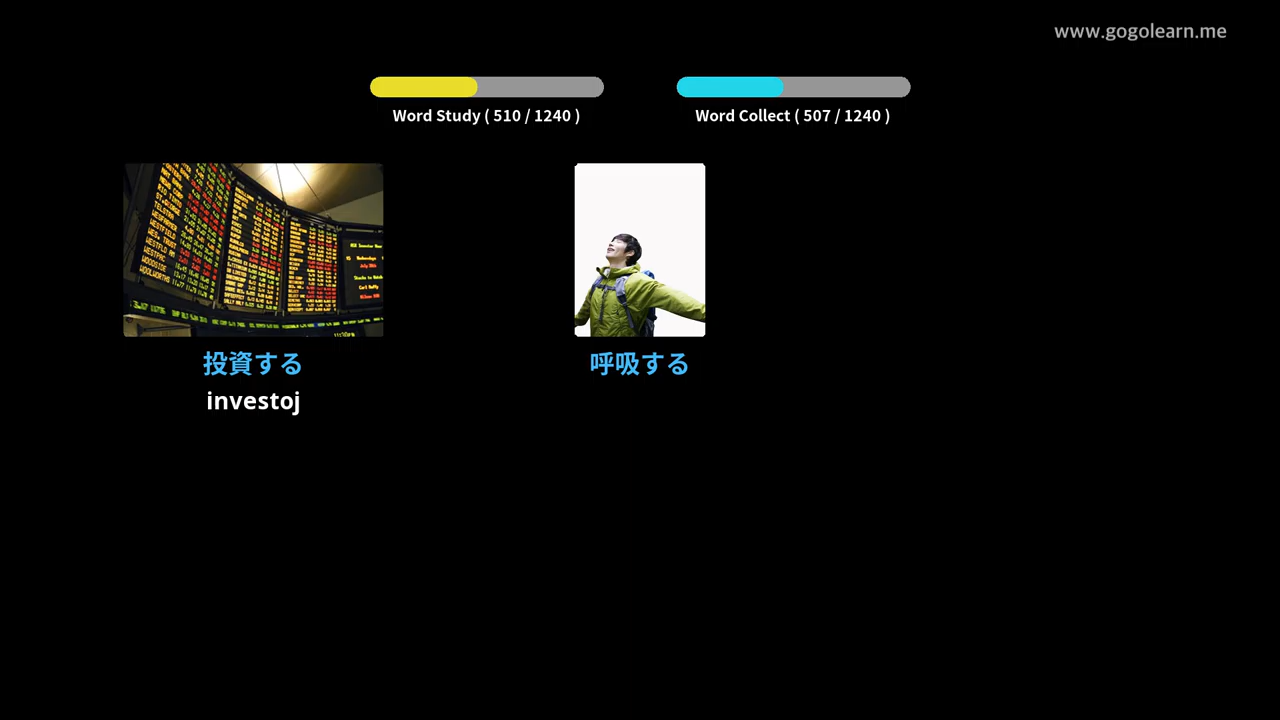 www.gogolearn.me
Word Study ( 510 / 1240 )
Word Collect ( 507 / 1240 )
投資する
呼吸する
investoj